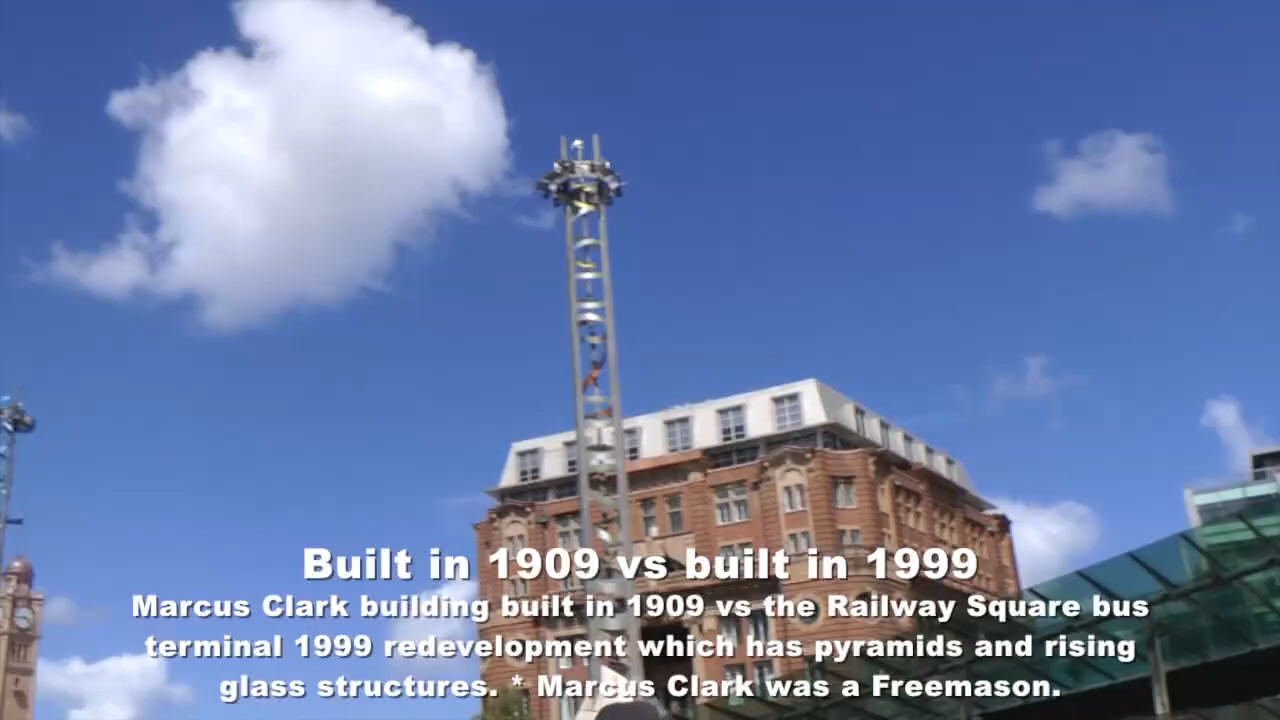 Built in 1909 vs built in 1999
Marcus Clark building built in 1909 vs the Railway Square bus
terminal 1999 redevelopment which has pyramids and rising
glass structures. * Marcus Clark was a Freemason.